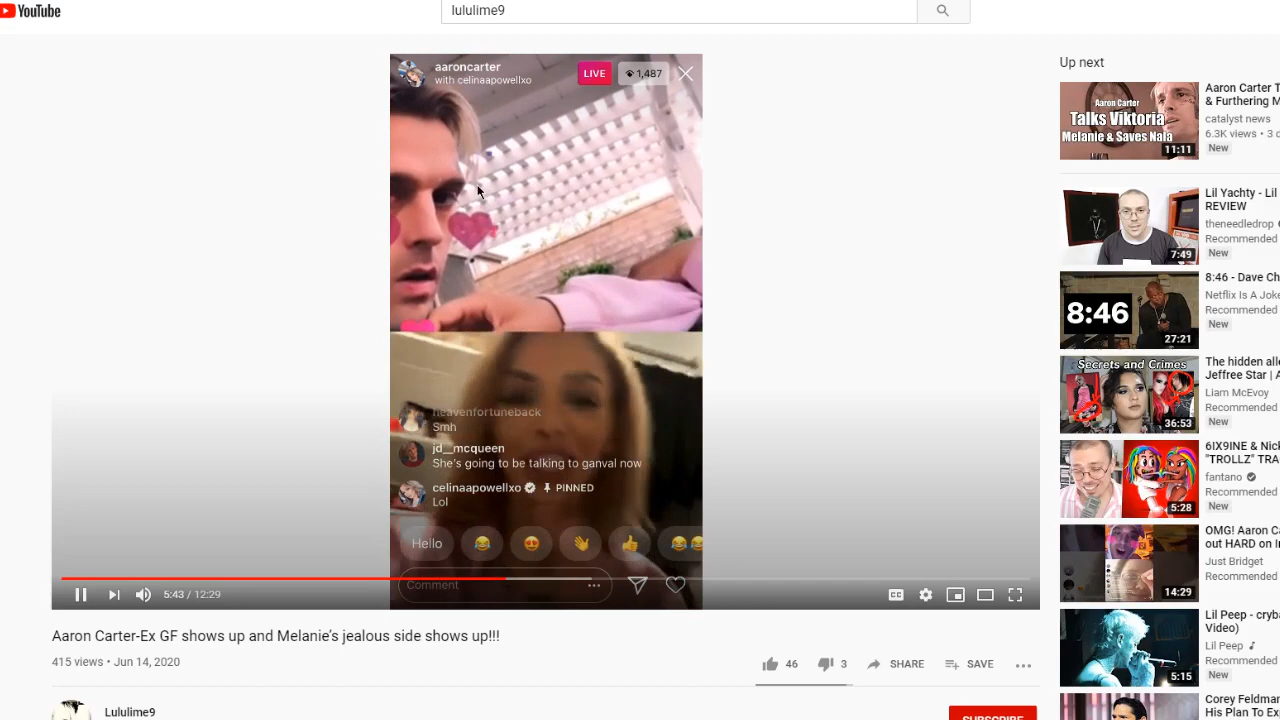 YouTube
lululime9
aaroncarter
with celinaapowellxo
LIVE
1,487
heavenfortuneback
Smh
jd__mcqueen
She's going to be talking to ganval now
celinaapowellxo PINNED
Lol
Hello
Comment
5:43 / 12:29
Aaron Carter-Ex GF shows up and Melanie's jealous side shows up!!!
415 views • Jun 14, 2020
46
3
SHARE
SAVE
Lululime9
SUBSCRIBE
Up next
Aaron Carter
Talks Viktoria
Melanie & Saves Nala
11:11
Aaron Carter T
& Furthering M
catalyst news
6.3K views • 3 d
New
7:49
Lil Yachty - Lil
REVIEW
theneedledrop
Recommended
New
8:46
27:21
8:46 - Dave Ch
Netflix Is A Joke
Recommended
New
Secrets and Crimes
36:53
The hidden alle
Jeffree Star | A
Liam McEvoy
Recommended
New
5:28
6IX9INE & Nick
"TROLLZ" TRA
fantano
Recommended
New
14:29
OMG! Aaron C
out HARD on In
Just Bridget
Recommended
5:15
Lil Peep - cryba
Video)
Lil Peep
Recommended
New
Corey Feldman
His Plan To Ex